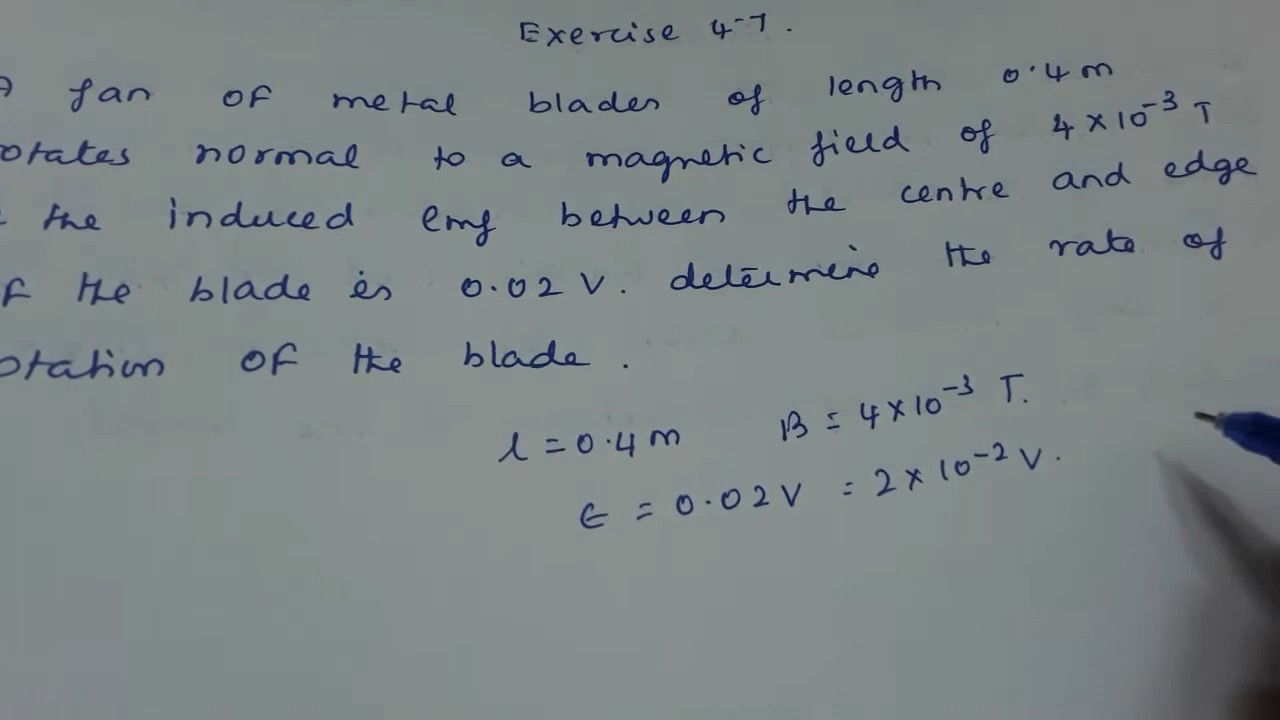 Exercise 4-7.
fan of metal blades of length 0.4 m
otates normal to a magnetic field of 4 × 10⁻³ T
the induced emf between the centre and edge
of the blade is 0.02 V. determine the rate of
otation of the blade.
l = 0.4 m B = 4 × 10⁻³ T.
ϵ = 0.02 V = 2 × 10⁻² V.